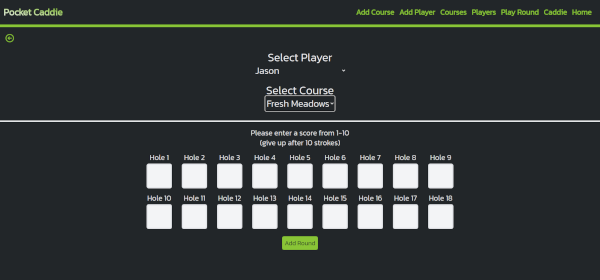 Pocket Caddie
Add Course Add Player Courses Players Play Round Caddie Home
Select Player
Jason
Select Course
Fresh Meadows
Please enter a score from 1-10
(give up after 10 strokes)
Hole 1 Hole 2 Hole 3 Hole 4 Hole 5 Hole 6 Hole 7 Hole 8 Hole 9
Hole 10 Hole 11 Hole 12 Hole 13 Hole 14 Hole 15 Hole 16 Hole 17 Hole 18
Add Round